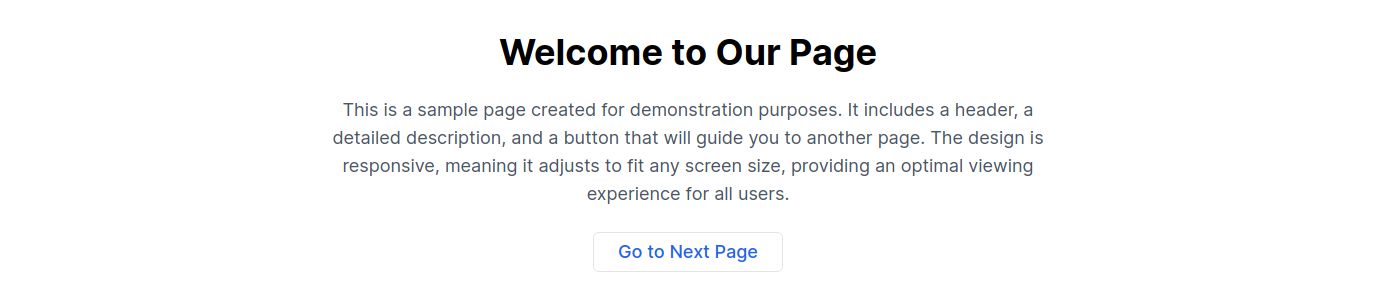 Welcome to Our Page
This is a sample page created for demonstration purposes. It includes a header, a
detailed description, and a button that will guide you to another page. The design is
responsive, meaning it adjusts to fit any screen size, providing an optimal viewing
experience for all users.
Go to Next Page